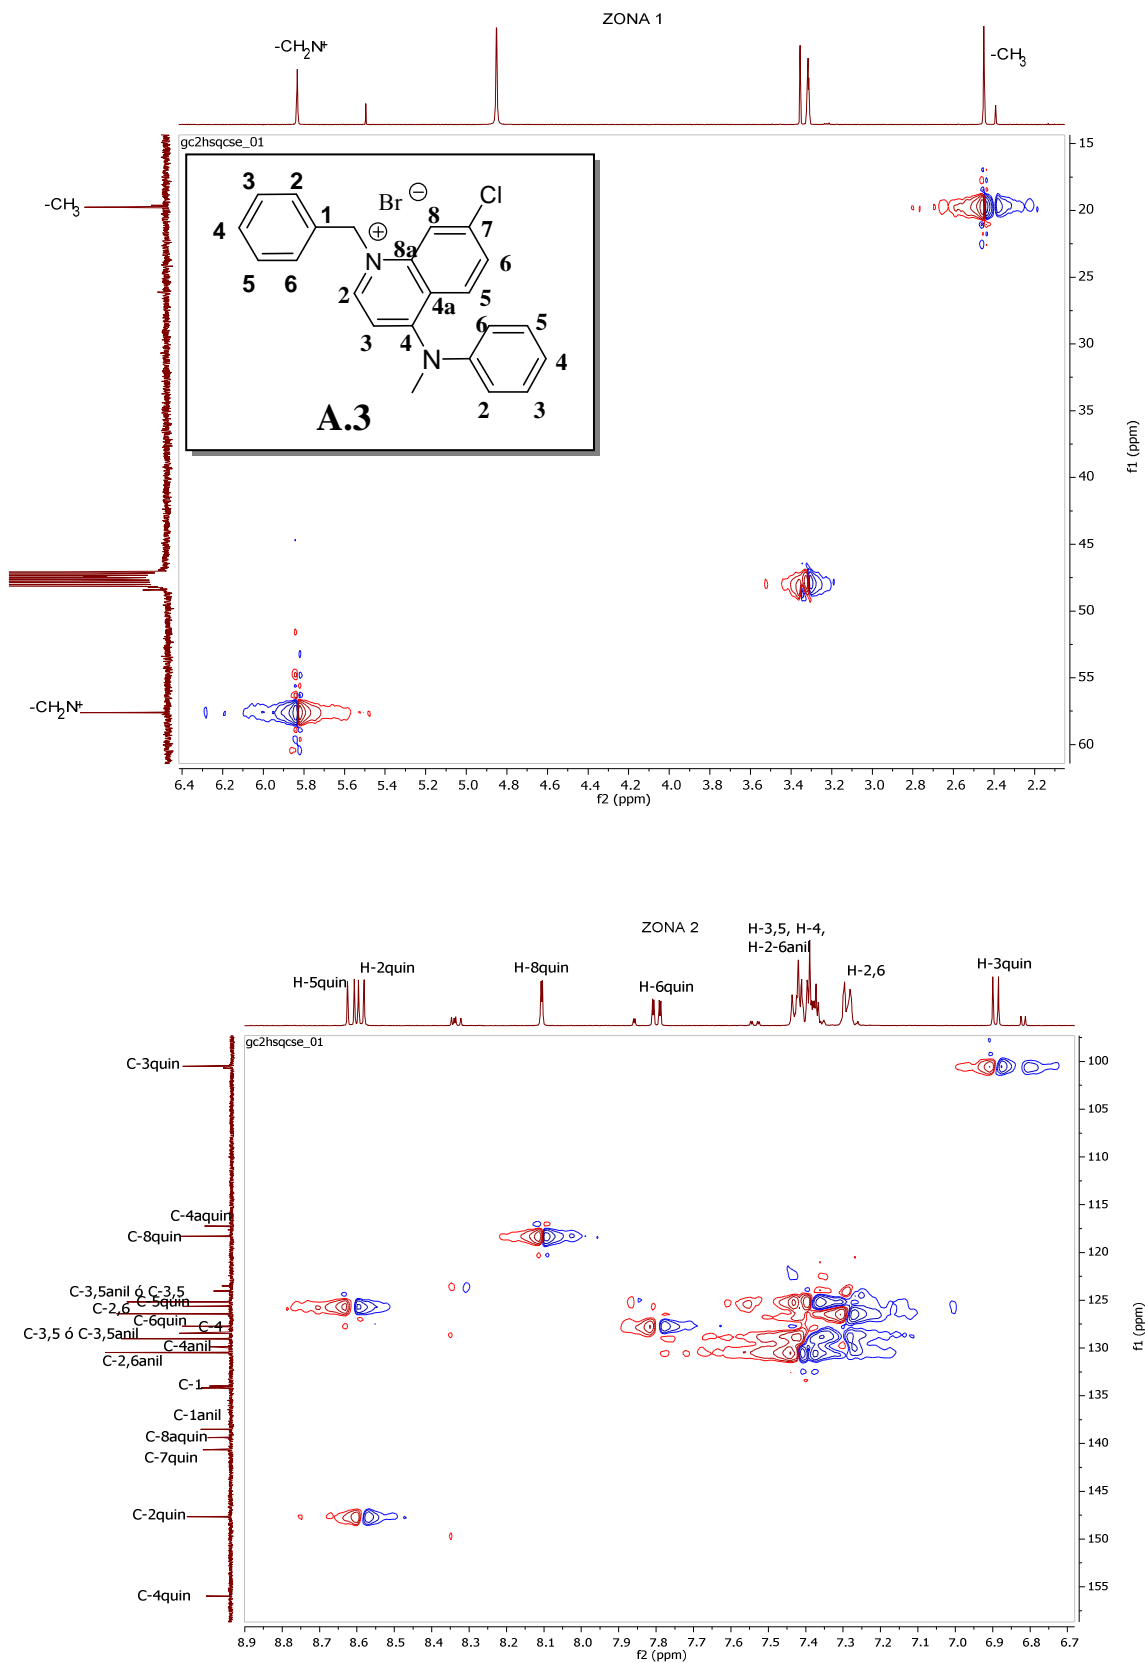 ZONA 1
-CH2N+
-CH3
gc2hsqcse_01
15
20
25
30
35
40
45
50
55
60
f1 (ppm)
-CH3
-CH2N+
3
2
4
1
5
6
Br ⊖
Cl
8
7
⊕
N
8a
6
2
4a
5
3
4
6
5
N
4
2
3
A.3
6.4 6.2 6.0 5.8 5.6 5.4 5.2 5.0 4.8 4.6 4.4 4.2 4.0 3.8 3.6 3.4 3.2 3.0 2.8 2.6 2.4 2.2
f2 (ppm)
ZONA 2
H-5quin
H-2quin
H-8quin
H-6quin
H-3,5, H-4,
H-2-6anil
H-2,6
H-3quin
gc2hsqcse_01
C-3quin
C-4aquin
C-8quin
C-3,5anil ó C-3,5
C-5quin
C-2,6
C-6quin
C-4
C-3,5 ó C-3,5anil
C-4anil
C-2,6anil
C-1
C-1anil
C-8aquin
C-7quin
C-2quin
C-4quin
100
105
110
115
120
125
130
135
140
145
150
155
f1 (ppm)
8.9 8.8 8.7 8.6 8.5 8.4 8.3 8.2 8.1 8.0 7.9 7.8 7.7 7.6 7.5 7.4 7.3 7.2 7.1 7.0 6.9 6.8 6.7
f2 (ppm)